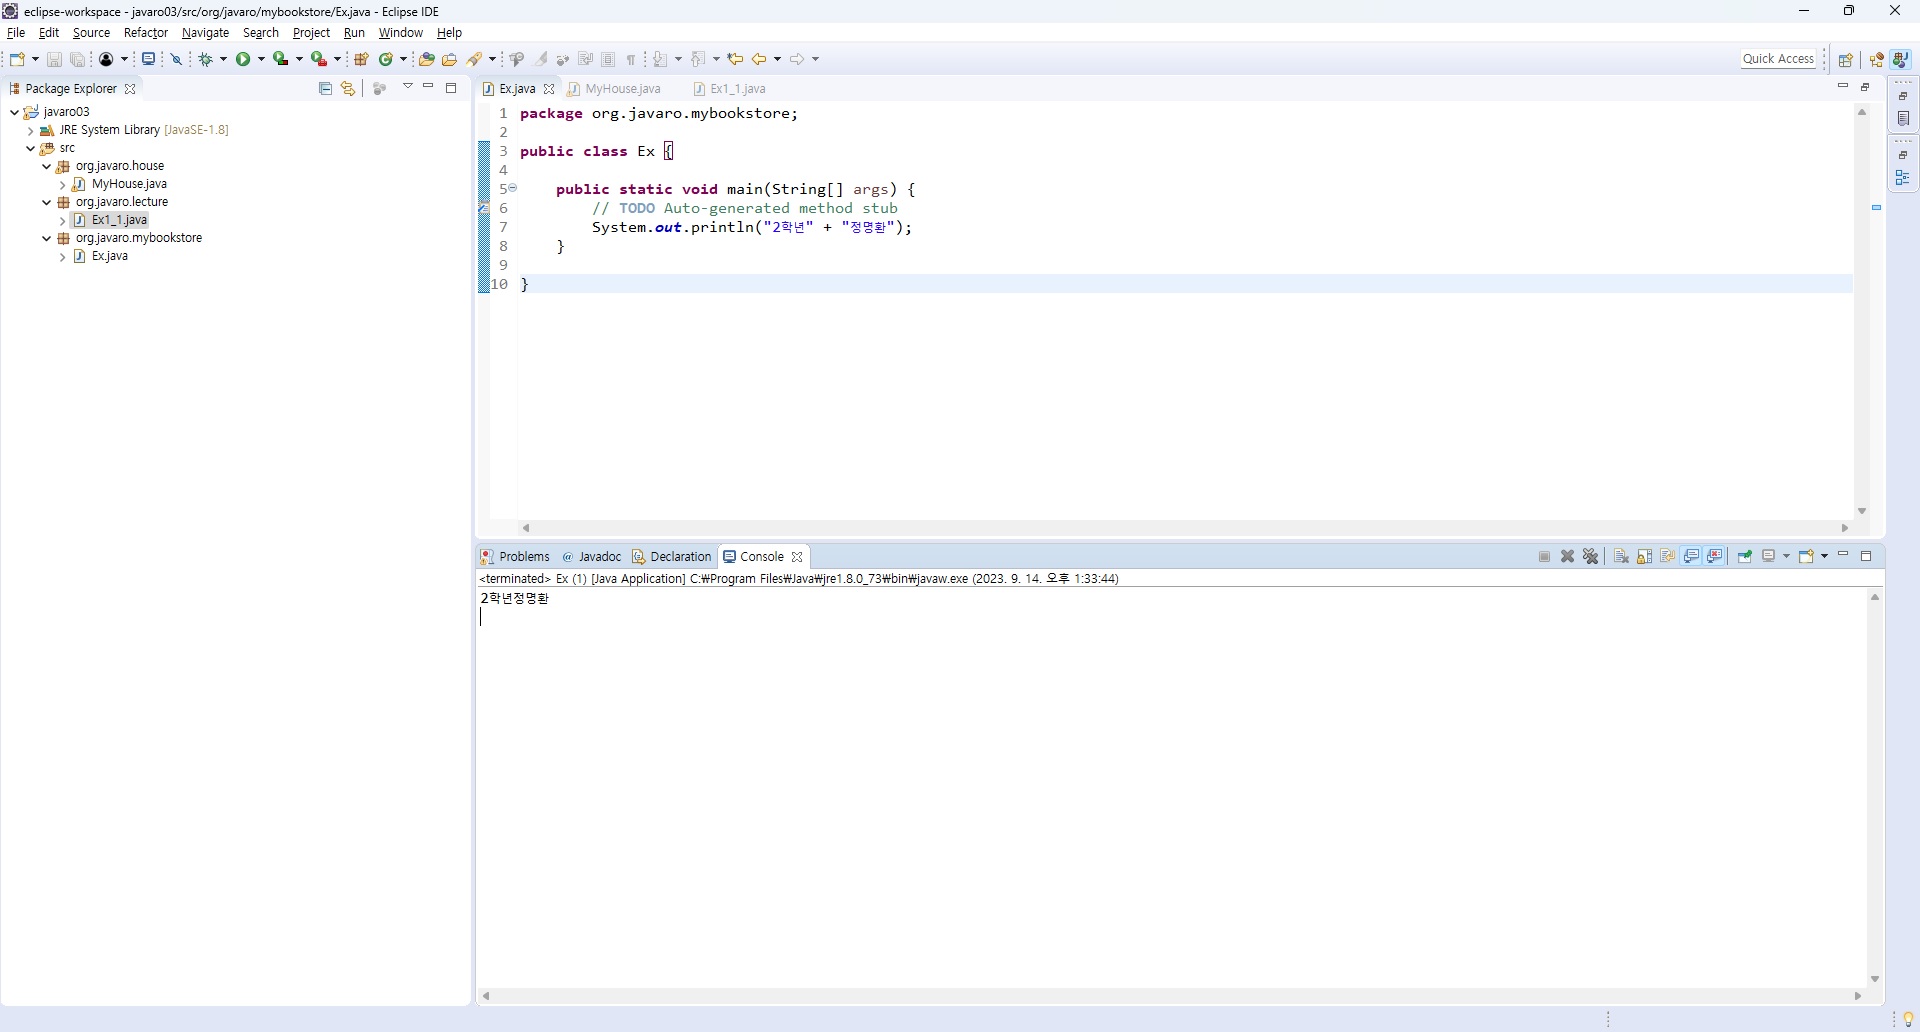 eclipse-workspace - javaro03/src/org/javaro/mybookstore/Ex.java - Eclipse IDE
File Edit Source Refactor Navigate Search Project Run Window Help
Quick Access
Package Explorer
javaro03
JRE System Library [JavaSE-1.8]
src
org.javaro.house
MyHouse.java
org.javaro.lecture
Ex1_1.java
org.javaro.mybookstore
Ex.java
Ex.java MyHouse.java Ex1_1.java
1 package org.javaro.mybookstore;
2
3 public class Ex {
4
5 public static void main(String[] args) {
6 // TODO Auto-generated method stub
7 System.out.println("2학년" + "정명환");
8 }
9
10 }
Problems @ Javadoc Declaration Console
<terminated> Ex (1) [Java Application] C:₩Program Files₩Java₩jre1.8.0_73₩bin₩javaw.exe (2023. 9. 14. 오후 1:33:44)
2학년정명환